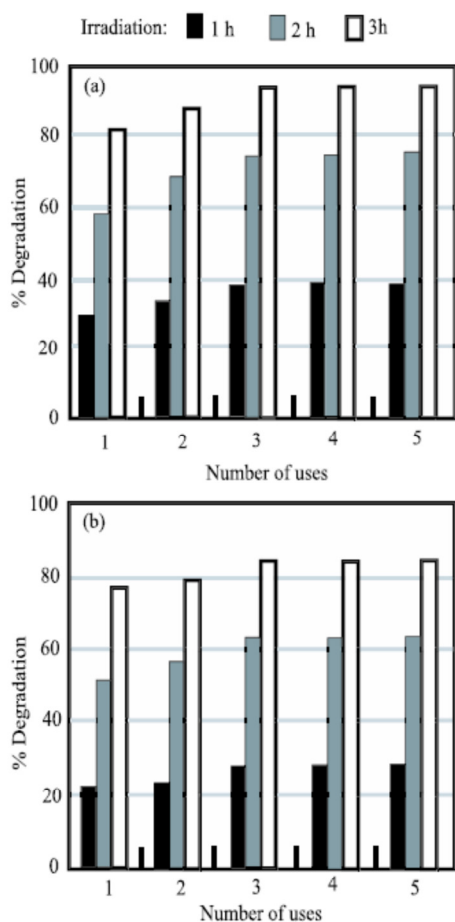 Irradiation: 1 h 2 h 3h
100
(a)
80
60
40
20
0
% Degradation
1 2 3 4 5
Number of uses
100
(b)
80
60
40
20
0
% Degradation
1 2 3 4 5
Number of uses